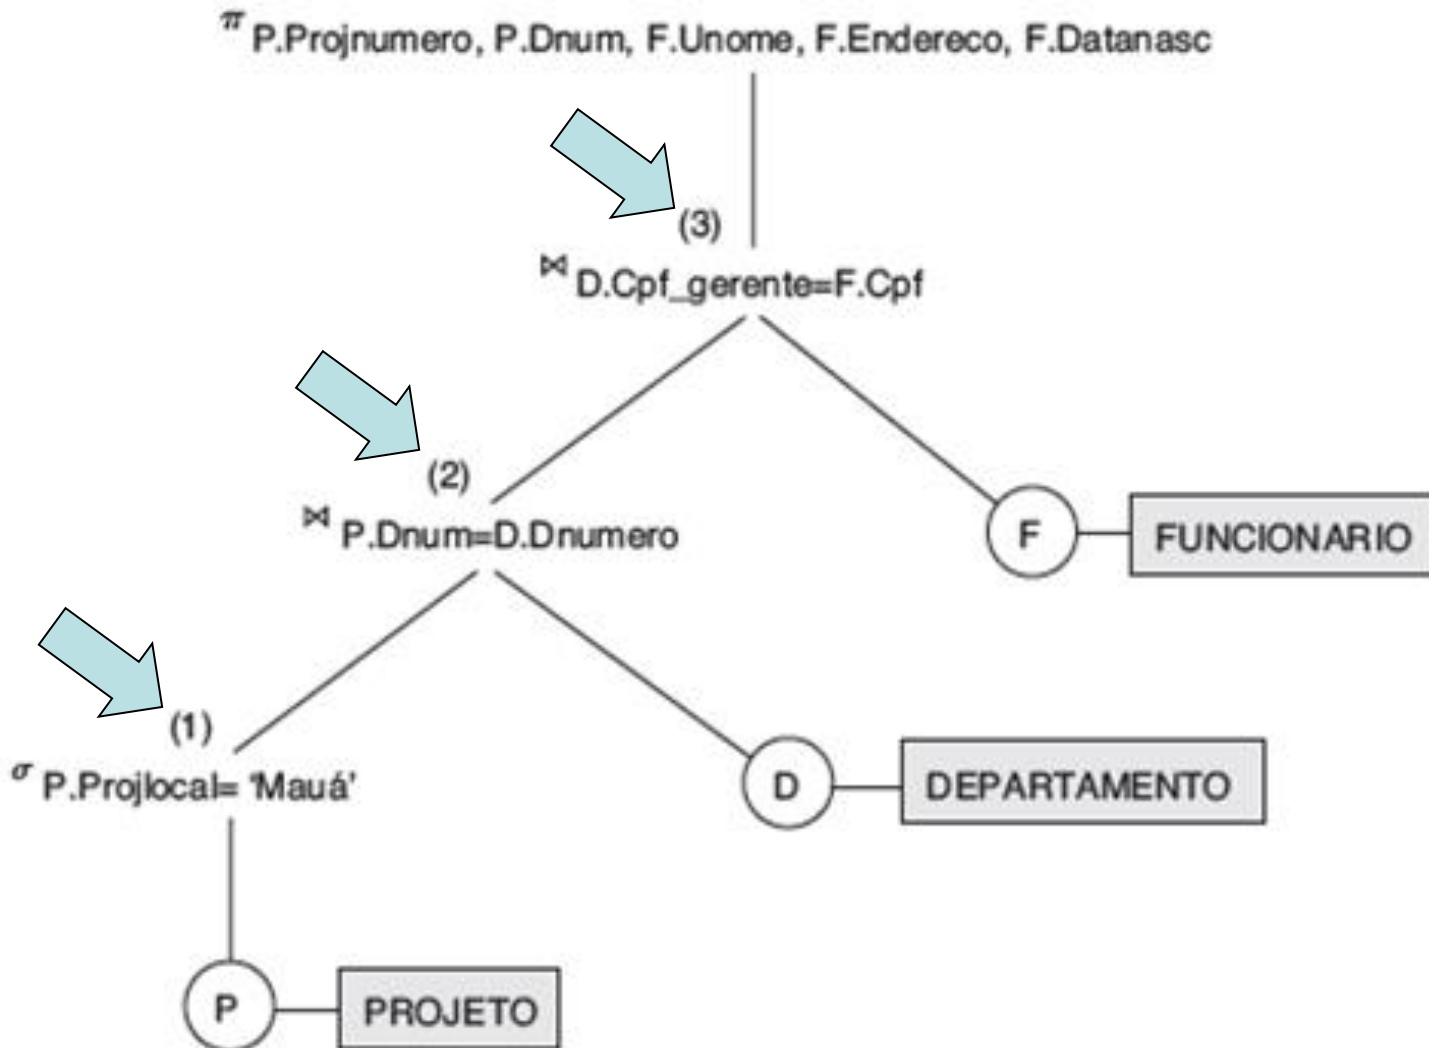 π P.Projnumero, P.Dnum, F.Unome, F.Endereco, F.Datanasc
(3)
⋈ D.Cpf_gerente=F.Cpf
(2)
⋈ P.Dnum=D.Dnumero
F
FUNCIONARIO
(1)
σ P.Projlocal= 'Mauá'
D
DEPARTAMENTO
P
PROJETO